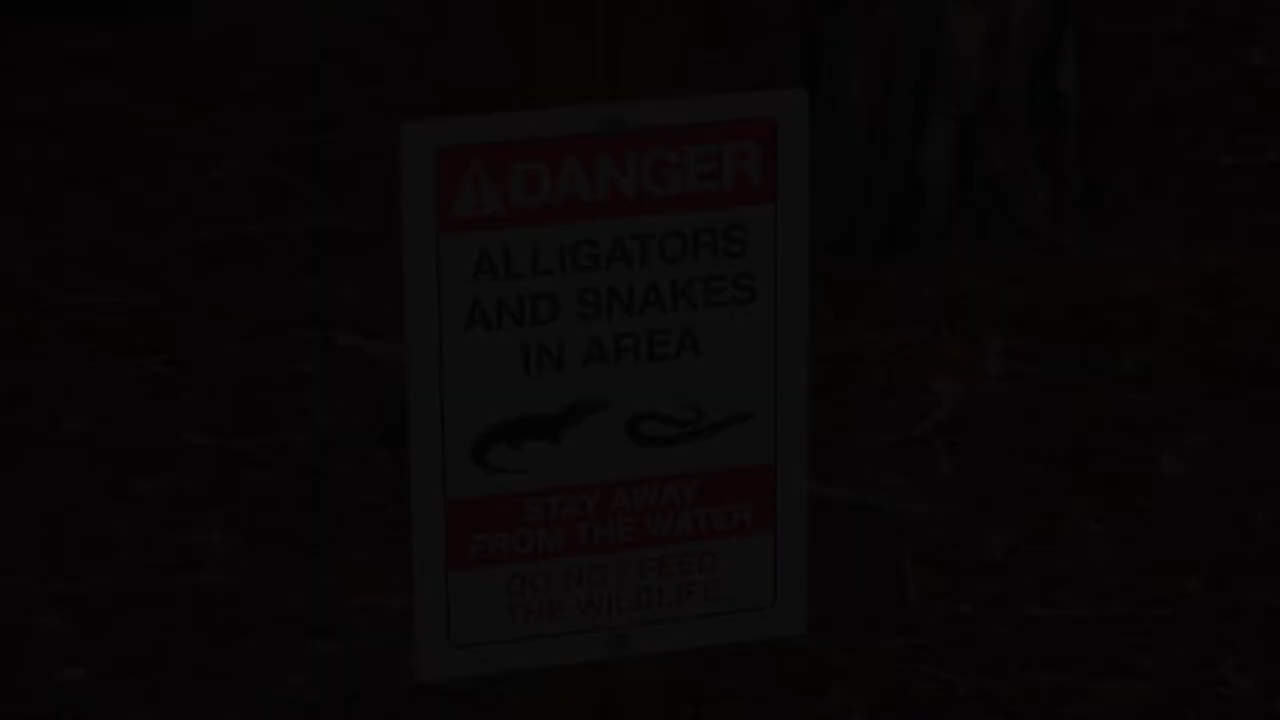 DANGER
ALLIGATORS
AND SNAKES
IN AREA
STAY AWAY
FROM THE WATER
DO NOT FEED
THE WILDLIFE